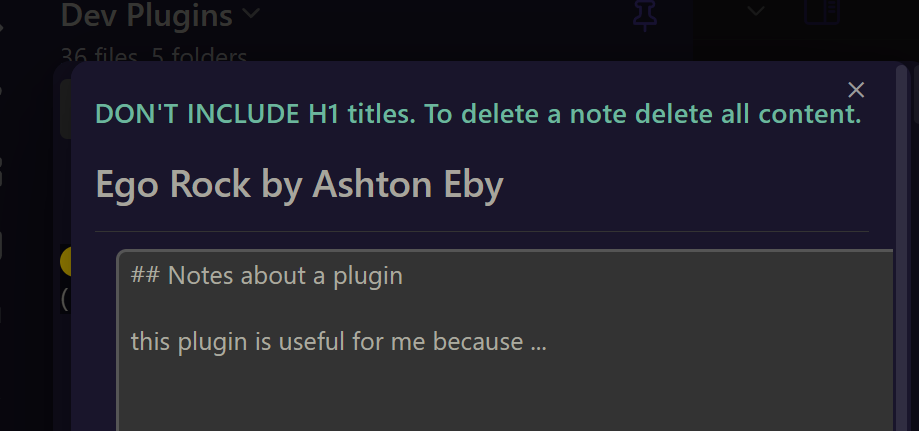 Dev Plugins
36 files, 5 folders
DON'T INCLUDE H1 titles. To delete a note delete all content.
Ego Rock by Ashton Eby
## Notes about a plugin
this plugin is useful for me because ...
(